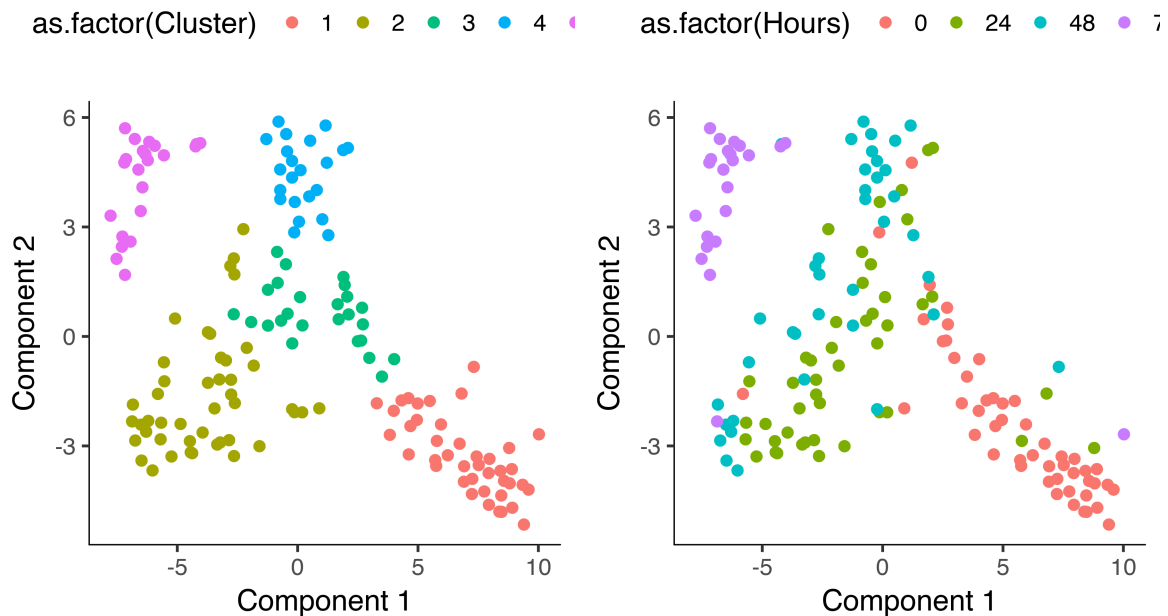 as.factor(Cluster) 1 2 3 4
as.factor(Hours) 0 24 48 7
6
3
0
-3
-5 0 5 10
Component 1
Component 2
6
3
0
-3
-5 0 5 10
Component 1
Component 2